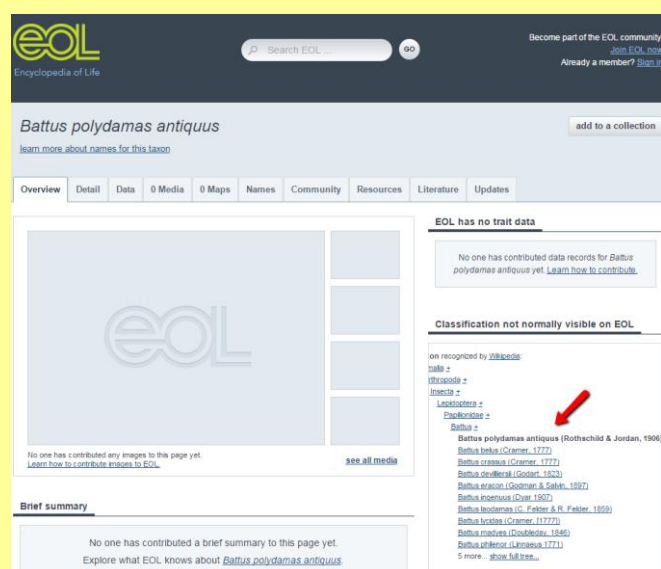 eol
Encyclopedia of Life
Search EOL ...
GO
Become part of the EOL community
Join EOL now
Already a member? Sign in
Battus polydamas antiquus
learn more about names for this taxon
add to a collection
Overview Detail Data 0 Media 0 Maps Names Community Resources Literature Updates
eol
No one has contributed any images to this page yet.
Learn how to contribute images to EOL.
see all media
Brief summary
No one has contributed a brief summary to this page yet.
Explore what EOL knows about Battus polydamas antiquus.
EOL has no trait data
No one has contributed data records for Battus
polydamas antiquus yet. Learn how to contribute.
Classification not normally visible on EOL
on recognized by Wikipedia:
malia +
rthropoda +
Insecta +
Lepidoptera +
Papilionidae +
Battus +
Battus polydamas antiquus (Rothschild & Jordan, 1906)
Battus belus (Cramer, 1777)
Battus crassus (Cramer, 1777)
Battus devilliersii (Godart, 1823)
Battus eracon (Godman & Salvin, 1897)
Battus ingenuus (Dyar 1907)
Battus laodamas (C. Felder & R. Felder, 1859)
Battus lycidas (Cramer, [1777])
Battus madyes (Doubleday, 1846)
Battus philenor (Linnaeus 1771)
5 more... show full tree...